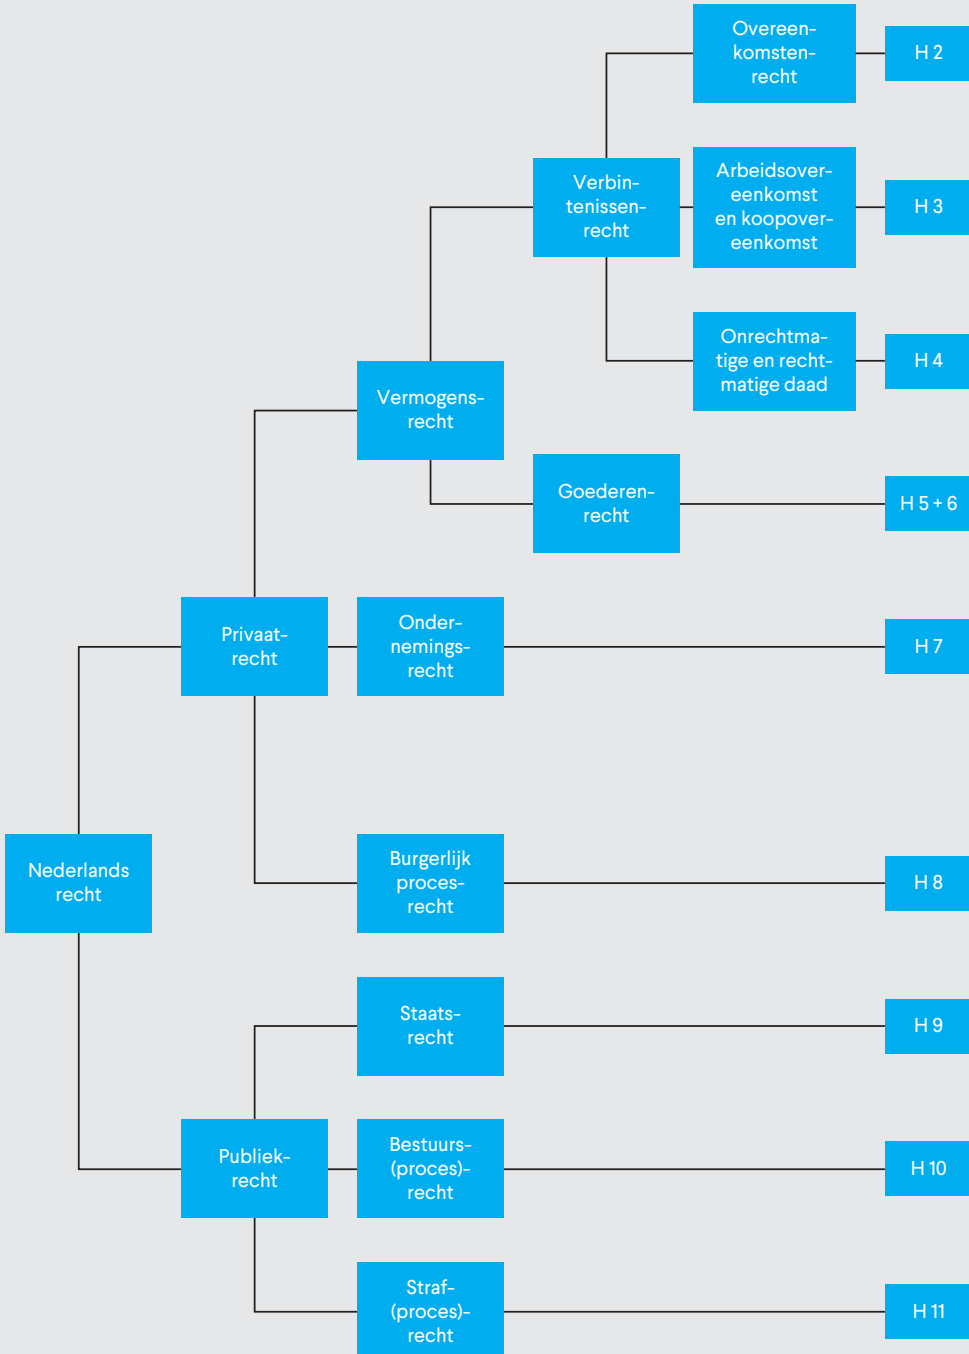 Overeen-
komsten-
recht
H 2
Verbin-
tenissen-
recht
Arbeidsover-
eenkomst
en koopover-
eenkomst
H 3
Onrechtma-
tige en recht-
matige daad
H 4
Vermogens-
recht
Goederen-
recht
H 5 + 6
Privaat-
recht
Onder-
nemings-
recht
H 7
Nederlands
recht
Burgerlijk
proces-
recht
H 8
Staats-
recht
H 9
Publiek-
recht
Bestuurs-
(proces)-
recht
H 10
Straf-
(proces)-
recht
H 11